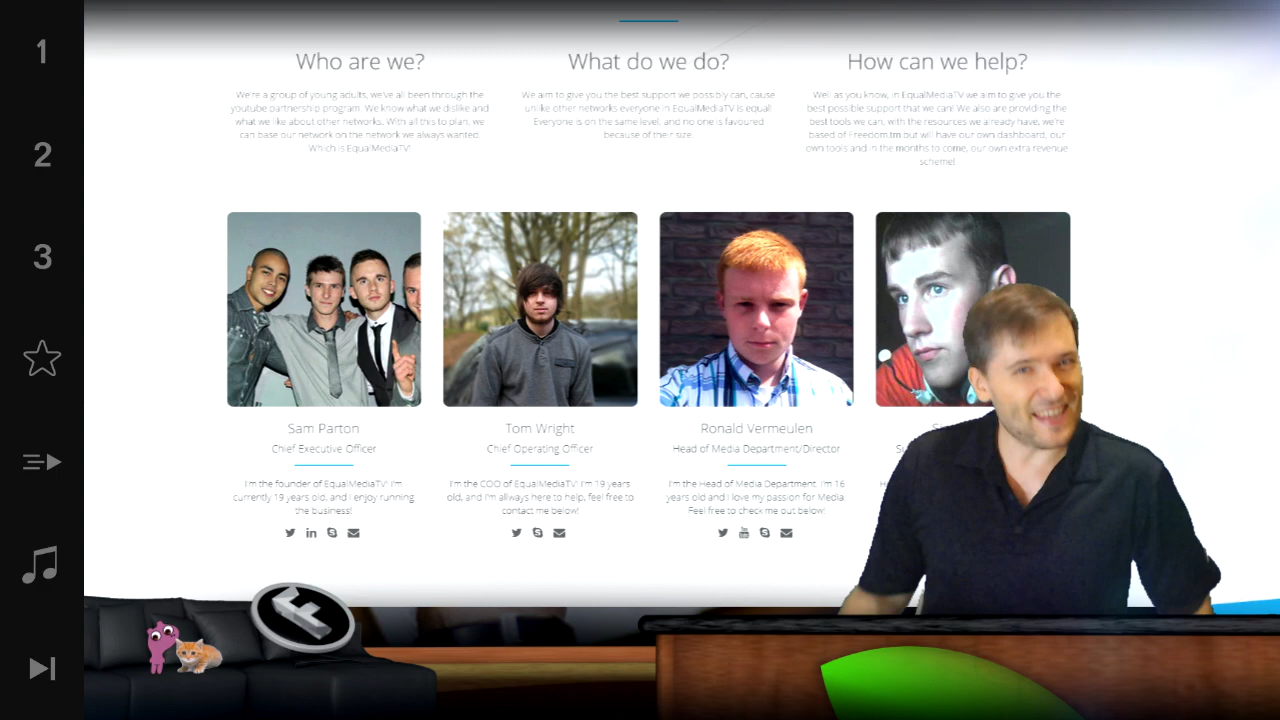 1
2
3
Who are we?
We're a group of young adults, we've all been through the
youtube partnership program. We know what we dislike and
what we like about other networks. With all this to plan, we
can base our network on the network we always wanted.
Which is EqualMediaTV!
What do we do?
We aim to give you the best support we possibly can, cause
unlike other networks everyone in EqualMediaTV is equal!
Everyone is on the same level, and no one is favoured
because of their size.
How can we help?
Well as you know, in EqualMediaTV we aim to give you the
best possible support that we can! We also are providing the
best tools we can, with the resources we already have, we're
based of Freedom tm but will have our own dashboard, our
own tools and in the months to come, our own extra revenue
scheme!
Sam Parton
Chief Executive Officer
I'm the founder of EqualMediaTV! I'm
currently 19 years old, and I enjoy running
the business!
Tom Wright
Chief Operating Officer
I'm the COO of EqualMediaTV! I'm 19 years
old, and I'm allways here to help, feel free to
contact me below!
Ronald Vermeulen
Head of Media Department/Director
I'm the Head of Media Department. I'm 16
years old and I love my passion for Media
Feel free to check me out below!